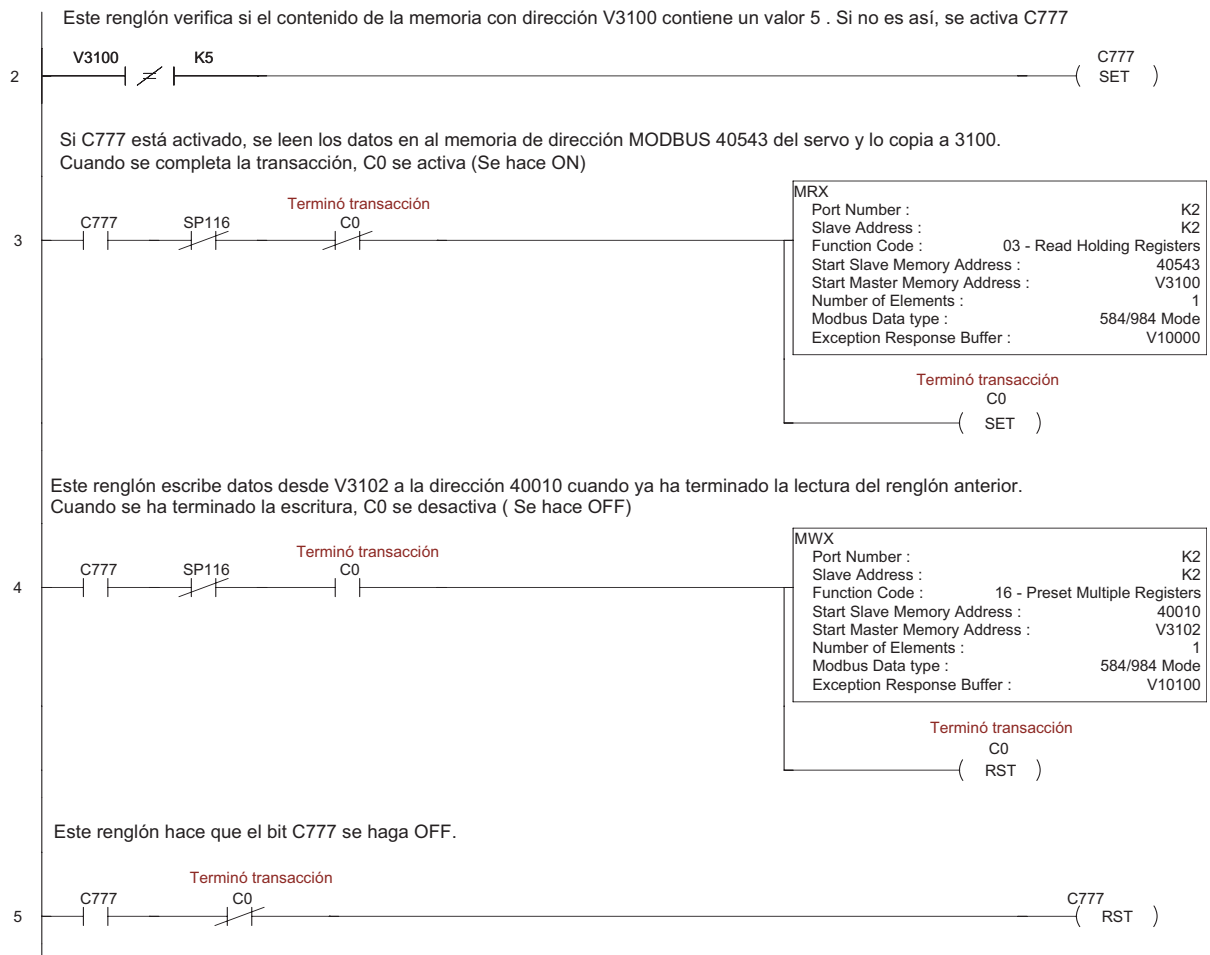 Este renglón verifica si el contenido de la memoria con dirección V3100 contiene un valor 5 . Si no es así, se activa C777
V3100 K5 C777
2 SET
Si C777 está activado, se leen los datos en al memoria de dirección MODBUS 40543 del servo y lo copia a 3100.
Cuando se completa la transacción, C0 se activa (Se hace ON)
Terminó transacción
C777 SP116 C0
3
MRX
Port Number : K2
Slave Address : K2
Function Code : 03 - Read Holding Registers
Start Slave Memory Address : 40543
Start Master Memory Address : V3100
Number of Elements : 1
Modbus Data type : 584/984 Mode
Exception Response Buffer : V10000
Terminó transacción
C0
SET
Este renglón escribe datos desde V3102 a la dirección 40010 cuando ya ha terminado la lectura del renglón anterior.
Cuando se ha terminado la escritura, C0 se desactiva ( Se hace OFF)
Terminó transacción
C777 SP116 C0
4
MWX
Port Number : K2
Slave Address : K2
Function Code : 16 - Preset Multiple Registers
Start Slave Memory Address : 40010
Start Master Memory Address : V3102
Number of Elements : 1
Modbus Data type : 584/984 Mode
Exception Response Buffer : V10100
Terminó transacción
C0
RST
Este renglón hace que el bit C777 se haga OFF.
Terminó transacción
C777 C0 C777
5 RST